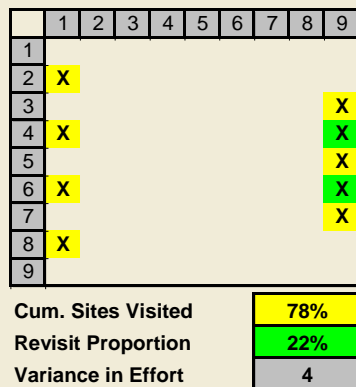 1 2 3 4 5 6 7 8 9
1
2 X
3 X
4 X X
5 X
6 X X
7 X
8 X
9
Cum. Sites Visited 78%
Revisit Proportion 22%
Variance in Effort 4